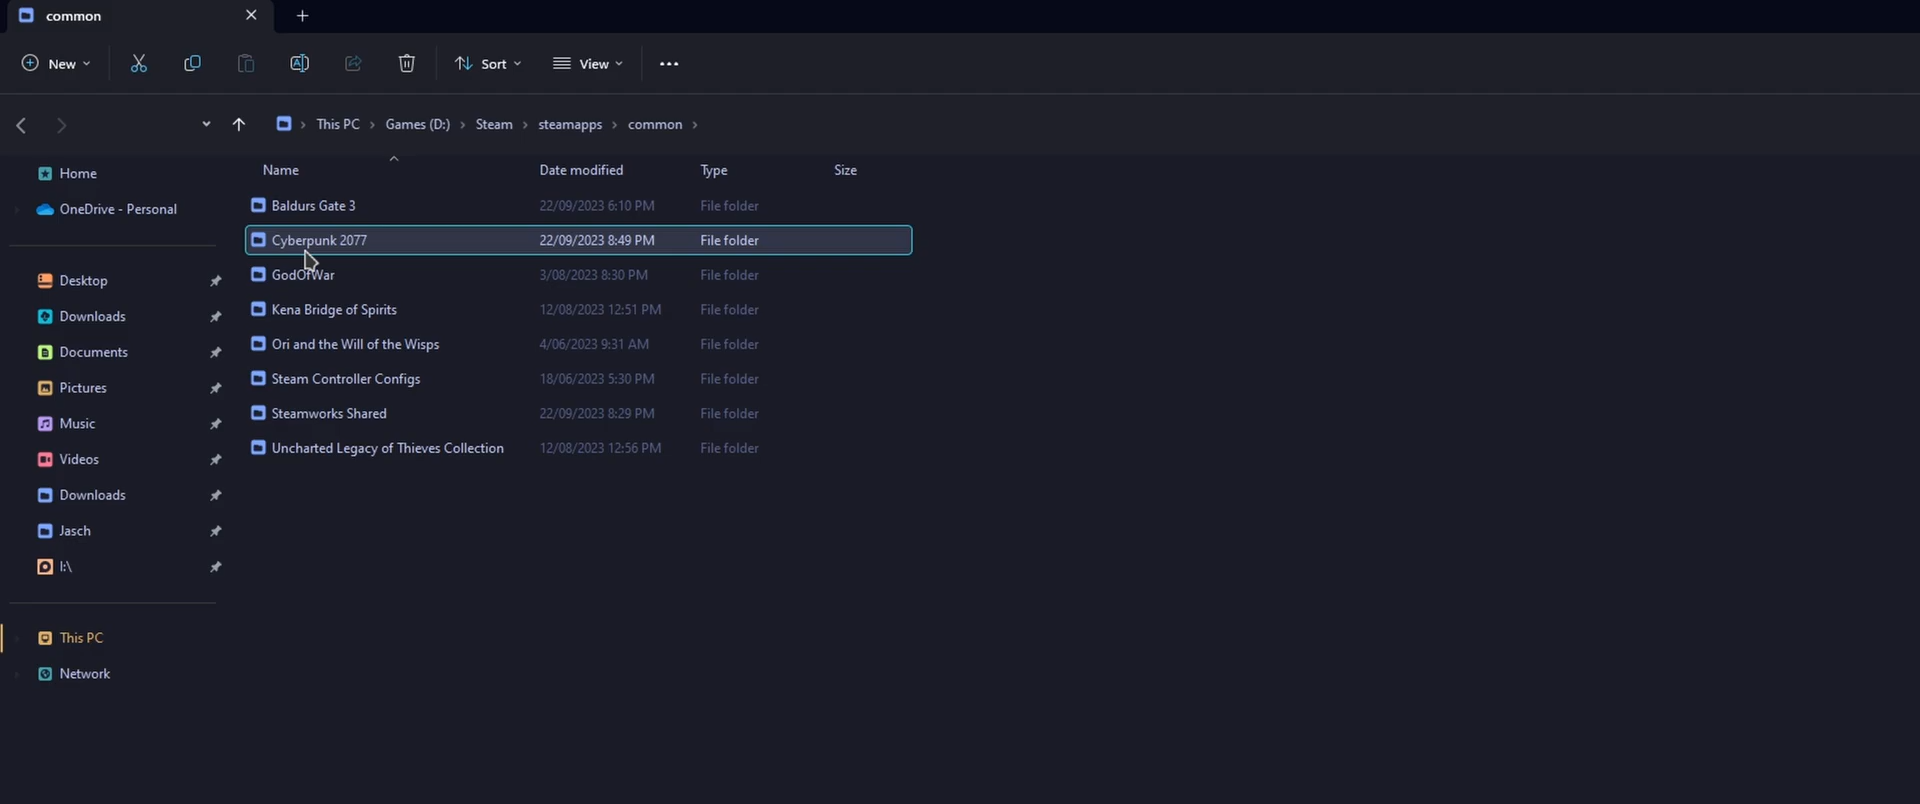 common
New
Sort
View
This PC > Games (D:) > Steam > steamapps > common >
Home
OneDrive - Personal
Desktop
Downloads
Documents
Pictures
Music
Videos
Downloads
Jasch
I:\
This PC
Network
Name Date modified Type Size
Baldurs Gate 3 22/09/2023 6:10 PM File folder
Cyberpunk 2077 22/09/2023 8:49 PM File folder
GodOfWar 3/08/2023 8:30 PM File folder
Kena Bridge of Spirits 12/08/2023 12:51 PM File folder
Ori and the Will of the Wisps 4/06/2023 9:31 AM File folder
Steam Controller Configs 18/06/2023 5:30 PM File folder
Steamworks Shared 22/09/2023 8:29 PM File folder
Uncharted Legacy of Thieves Collection 12/08/2023 12:56 PM File folder